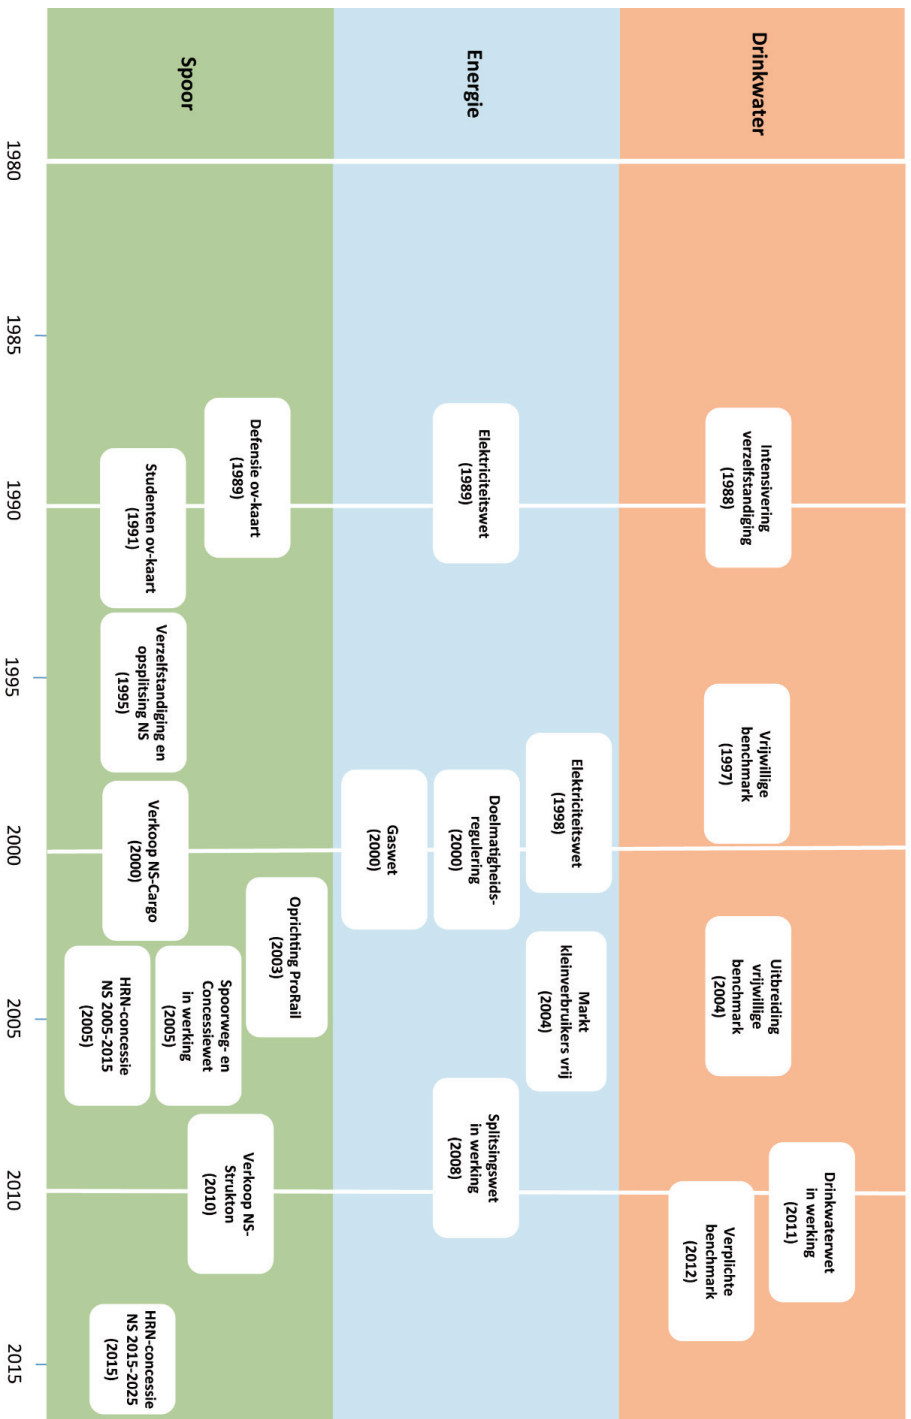 Drinkwater
Intensivering
verzelfstandiging
(1988)
Vrijwillige
benchmark
(1997)
Uitbreiding
vrijwillige
benchmark
(2004)
Drinkwaterwet
in werking
(2011)
Verplichte
benchmark
(2012)
Energie
Elektriciteitswet
(1989)
Elektriciteitswet
(1998)
Doelmatigheids-
regulering
(2000)
Gaswet
(2000)
Markt
kleinverbruikers vrij
(2004)
Splitsingswet
in werking
(2008)
Spoor
Defensie ov-kaart
(1989)
Studenten ov-kaart
(1991)
Verzelfstandiging en
opsplitsing NS
(1995)
Verkoop NS-Cargo
(2000)
Oprichting ProRail
(2003)
Spoorweg- en
Concessiewet
in werking
(2005)
HRN-concessie
NS 2005-2015
(2005)
Verkoop NS-
Strukton
(2010)
HRN-concessie
NS 2015-2025
(2015)
1980
1985
1990
1995
2000
2005
2010
2015